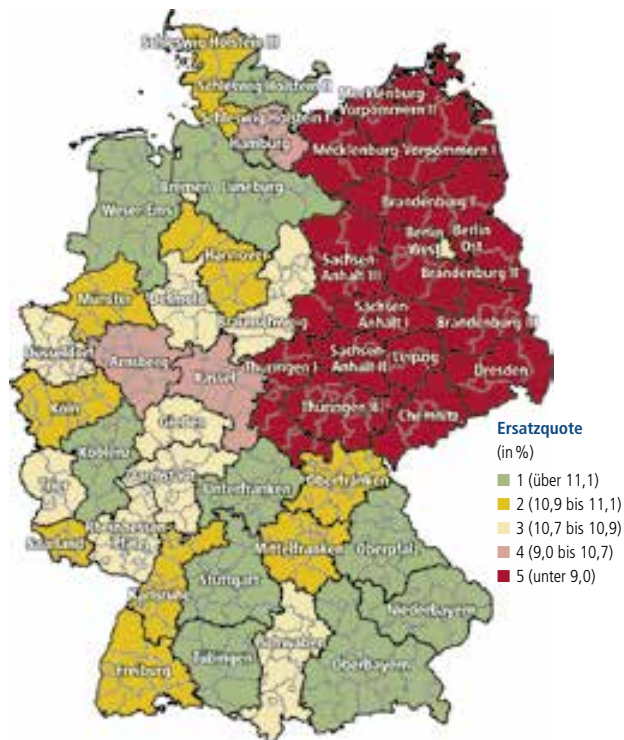 Schleswig Holstein III
Schleswig Holstein II
Schleswig Holstein I
Hamburg
Mecklenburg-
Vorpommern II
Mecklenburg-Vorpommern I
Bremen
Lüneburg
Weser-Ems
Brandenburg I
Berlin
West
Berlin
Ost
Hannover
Sachsen-
Anhalt III
Brandenburg II
Münster
Detmold
Braunschweig
Sachsen-
Anhalt I
Brandenburg III
Düsseldorf
Arnsberg
Kassel
Thüringen I
Sachsen-
Anhalt II
Leipzig
Dresden
Köln
Gießen
Thüringen II
Chemnitz
Koblenz
Trier
Darmstadt
Unterfranken
Oberfranken
Rheinhessen-
Pfalz
Saarland
Mittelfranken
Oberpfalz
Stuttgart
Karlsruhe
Niederbayern
Schwaben
Tübingen
Oberbayern
Freiburg
Ersatzquote
(in %)
1 (über 11,1)
2 (10,9 bis 11,1)
3 (10,7 bis 10,9)
4 (9,0 bis 10,7)
5 (unter 9,0)